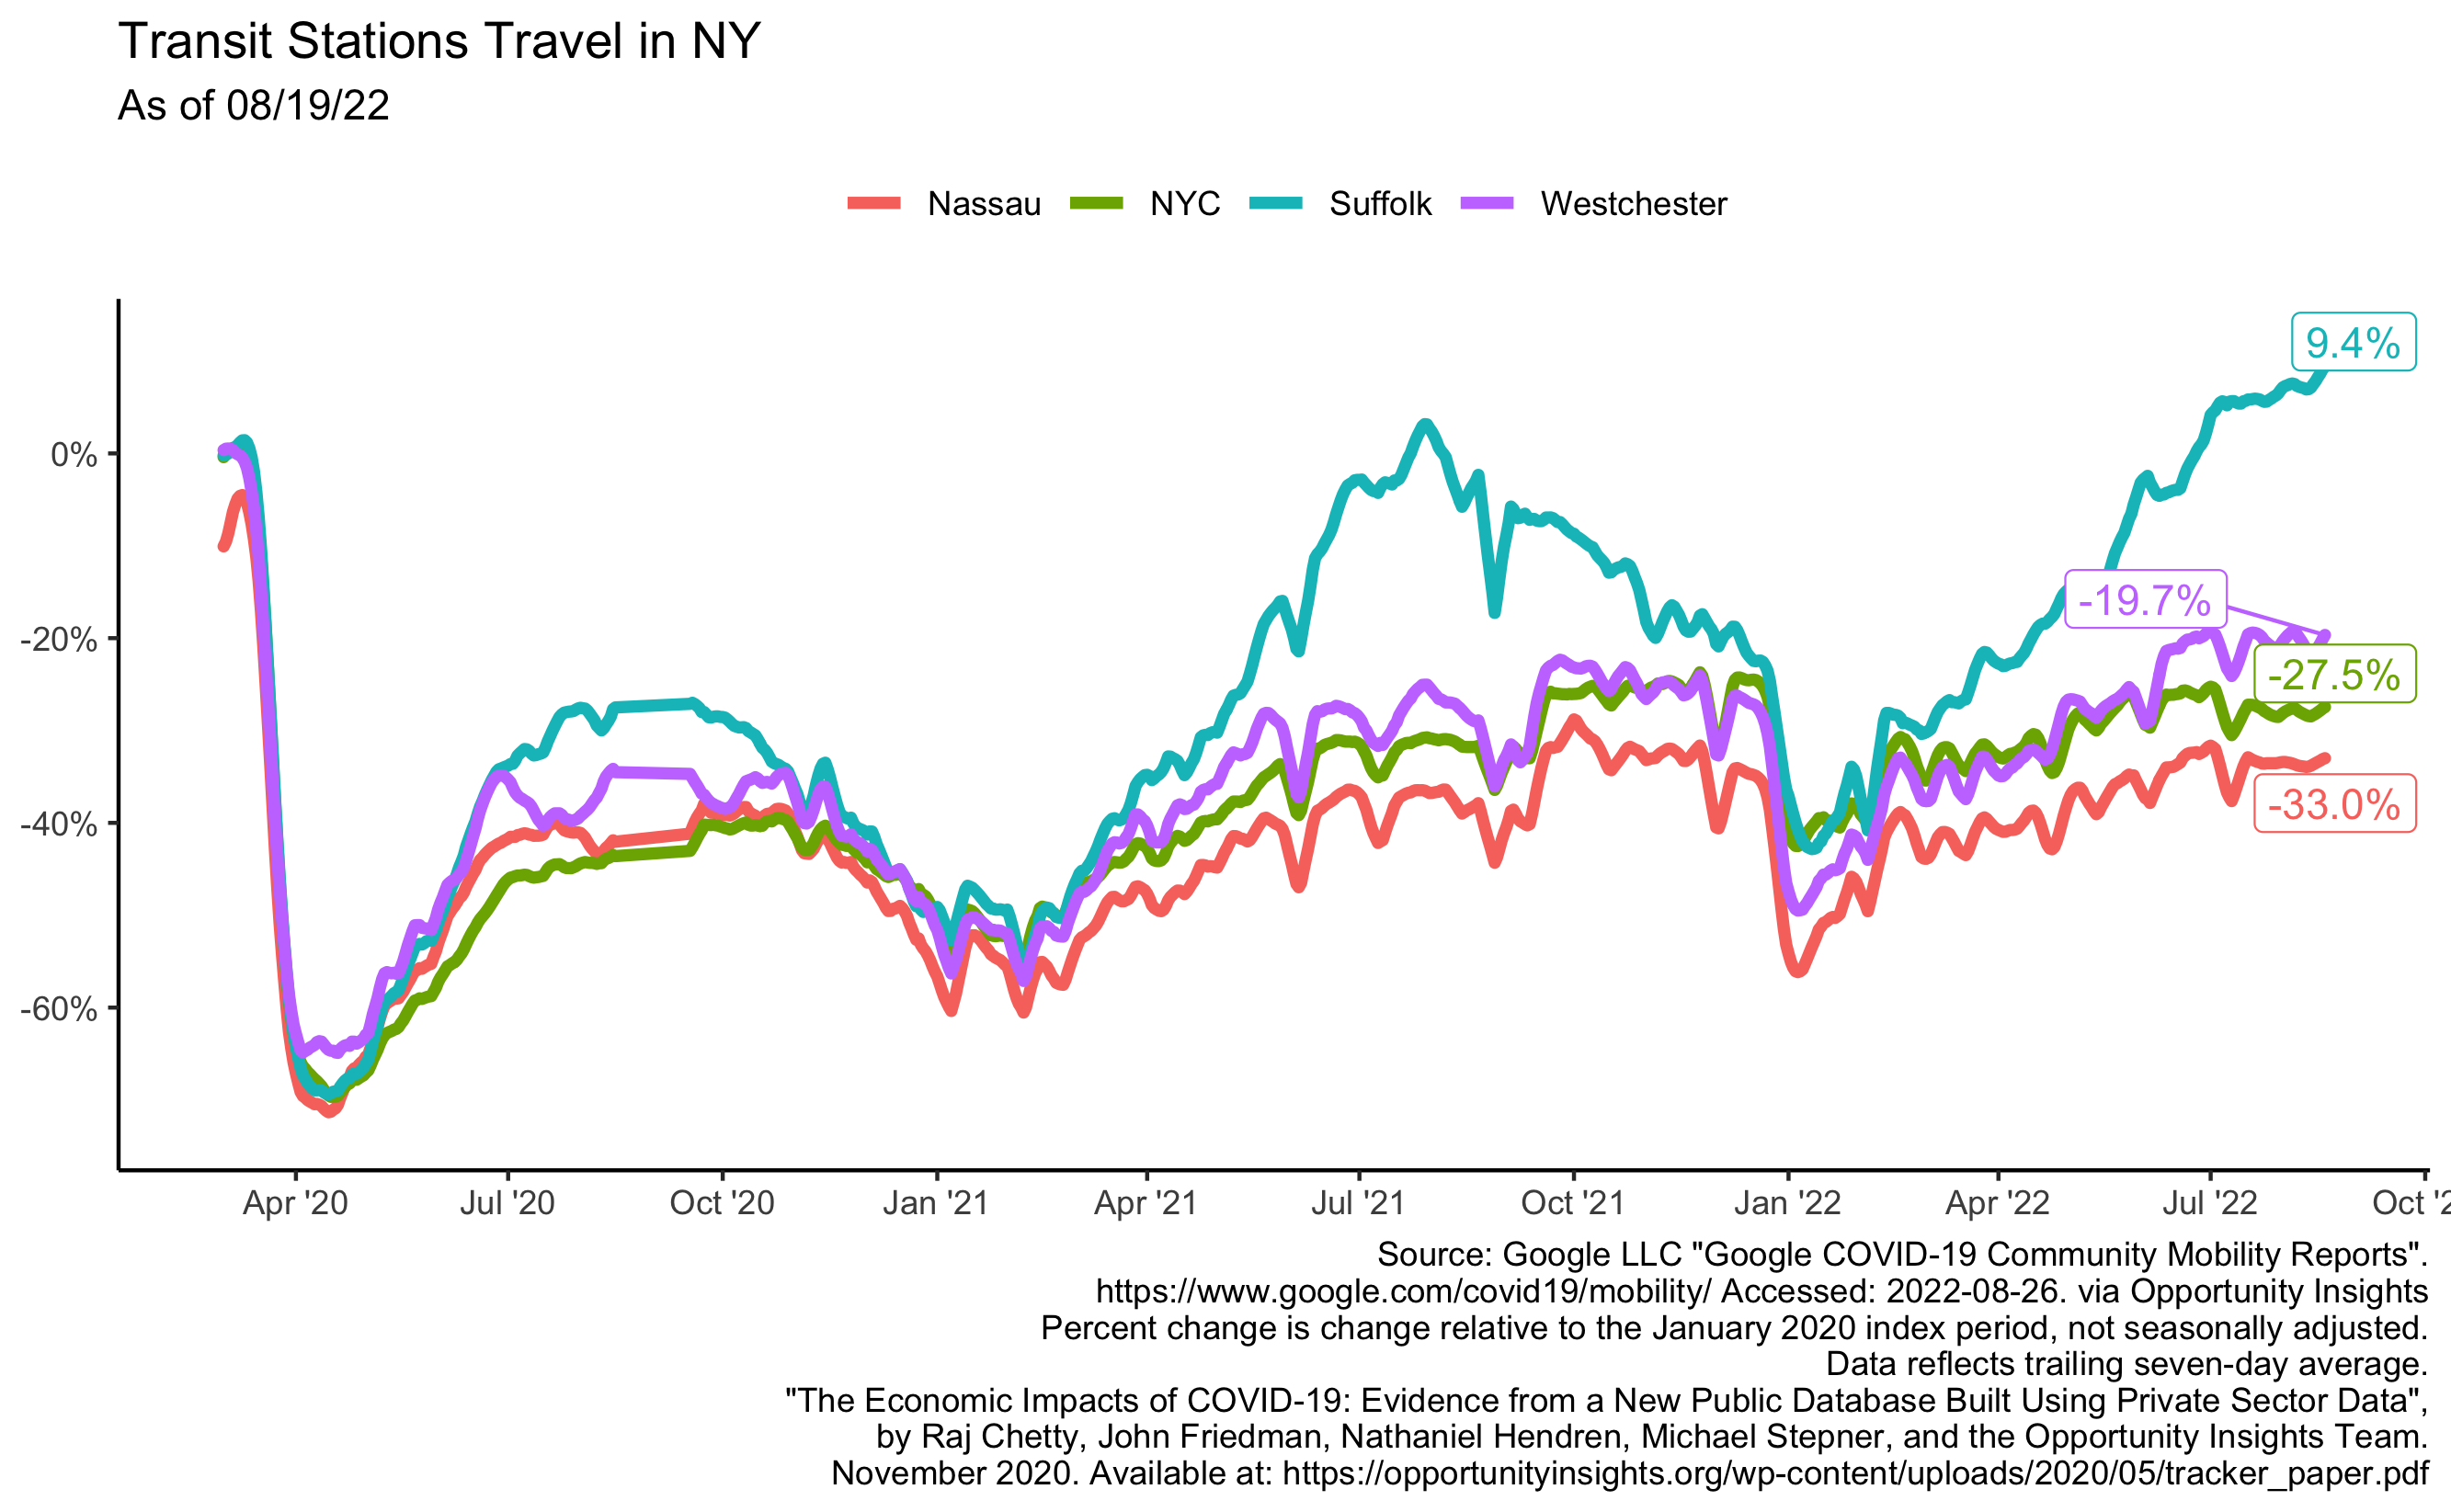 Transit Stations Travel in NY
As of 08/19/22
Nassau NYC Suffolk Westchester
9.4%
0%
-19.7%
-20%
-27.5%
-33.0%
-40%
-60%
Apr '20 Jul '20 Oct '20 Jan '21 Apr '21 Jul '21 Oct '21 Jan '22 Apr '22 Jul '22 Oct '2
Source: Google LLC "Google COVID-19 Community Mobility Reports".
https://www.google.com/covid19/mobility/ Accessed: 2022-08-26. via Opportunity Insights
Percent change is change relative to the January 2020 index period, not seasonally adjusted.
Data reflects trailing seven-day average.
"The Economic Impacts of COVID-19: Evidence from a New Public Database Built Using Private Sector Data",
by Raj Chetty, John Friedman, Nathaniel Hendren, Michael Stepner, and the Opportunity Insights Team.
November 2020. Available at: https://opportunityinsights.org/wp-content/uploads/2020/05/tracker_paper.pdf